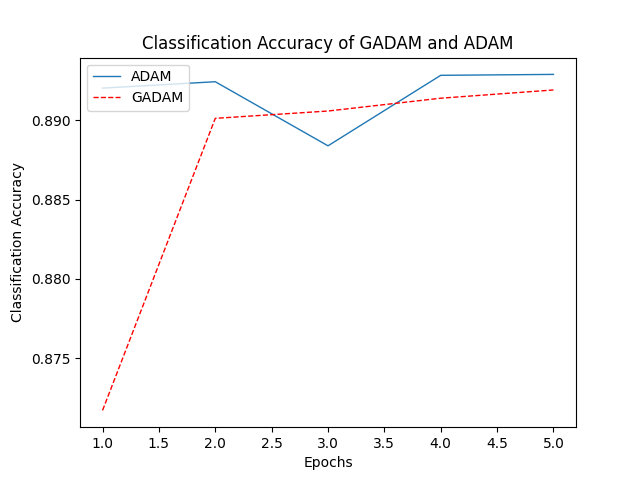 Classification Accuracy of GADAM and ADAM
ADAM
GADAM
Classification Accuracy
0.890
0.885
0.880
0.875
1.0 1.5 2.0 2.5 3.0 3.5 4.0 4.5 5.0
Epochs